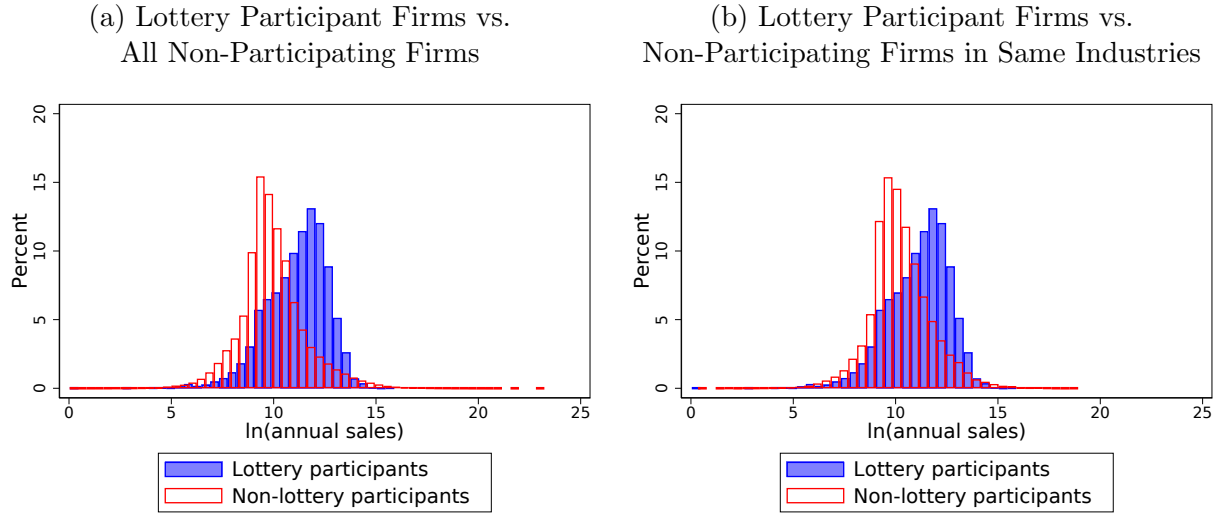 (a) Lottery Participant Firms vs.
All Non-Participating Firms
20
15
10
5
0
Percent
0 5 10 15 20 25
ln(annual sales)
Lottery participants
Non-lottery participants
(b) Lottery Participant Firms vs.
Non-Participating Firms in Same Industries
20
15
10
5
0
Percent
0 5 10 15 20 25
ln(annual sales)
Lottery participants
Non-lottery participants